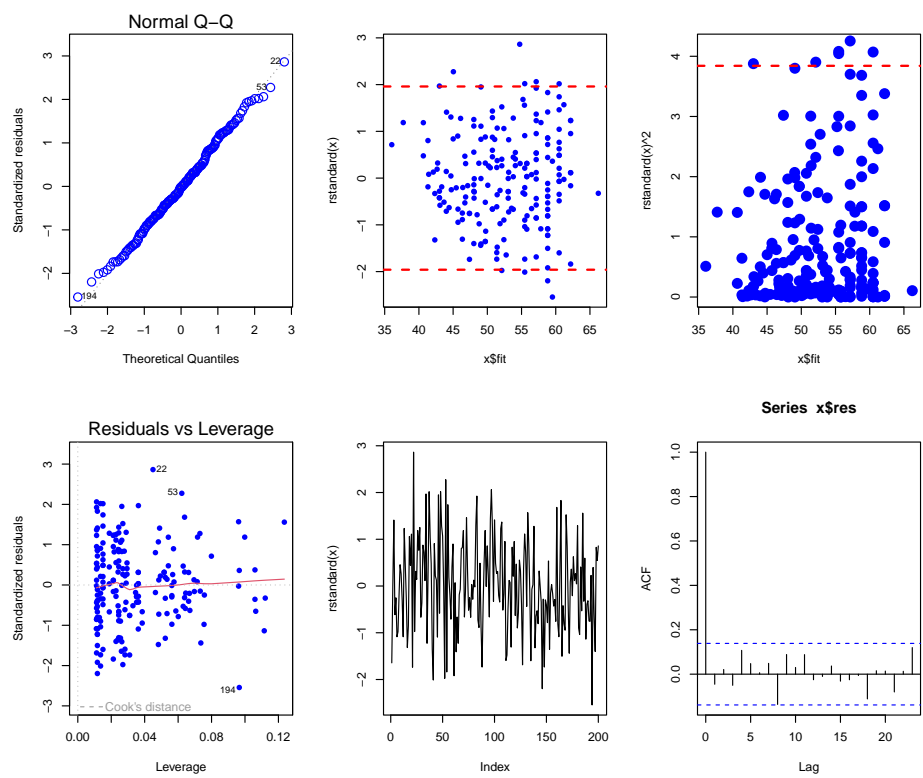 Normal Q−Q
Standardized residuals
3
2
1
0
−1
−2
22
53
194
−3 −2 −1 0 1 2 3
Theoretical Quantiles
rstandard(x)
3
2
1
0
−1
−2
35 40 45 50 55 60 65
x$fit
rstandard(x)^2
4
3
2
1
0
35 40 45 50 55 60 65
x$fit
Residuals vs Leverage
Standardized residuals
3
2
1
0
−1
−2
−3
22
53
194
Cook's distance
0.00 0.04 0.08 0.12
Leverage
rstandard(x)
3
2
1
0
−1
−2
0 50 100 150 200
Index
Series x$res
ACF
1.0
0.8
0.6
0.4
0.2
0.0
0 5 10 15 20
Lag